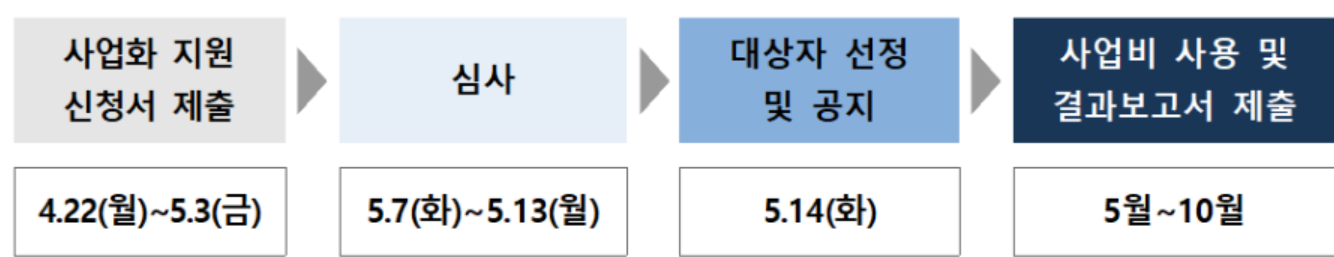 사업화 지원
신청서 제출
심사
대상자 선정
및 공지
사업비 사용 및
결과보고서 제출
4.22(월)~5.3(금)
5.7(화)~5.13(월)
5.14(화)
5월~10월